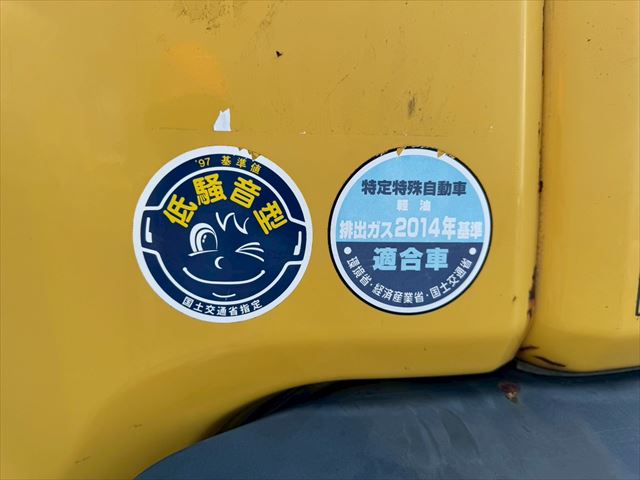 '97 基準値
低騒音型
国土交通省指定
特定特殊自動車
軽油
排出ガス2014年基準
適合車
・環境省・経済産業省・国土交通省・